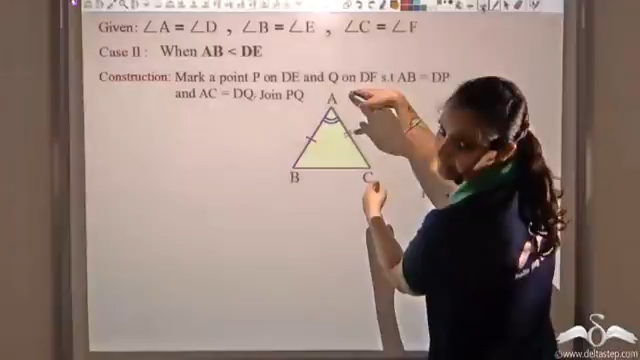 Given: ∠A = ∠D , ∠B = ∠E , ∠C = ∠F
Case II : When AB < DE
Construction: Mark a point P on DE and Q on DF s.t AB = DP
and AC = DQ. Join PQ
A
B
C
© www.deltastep.com